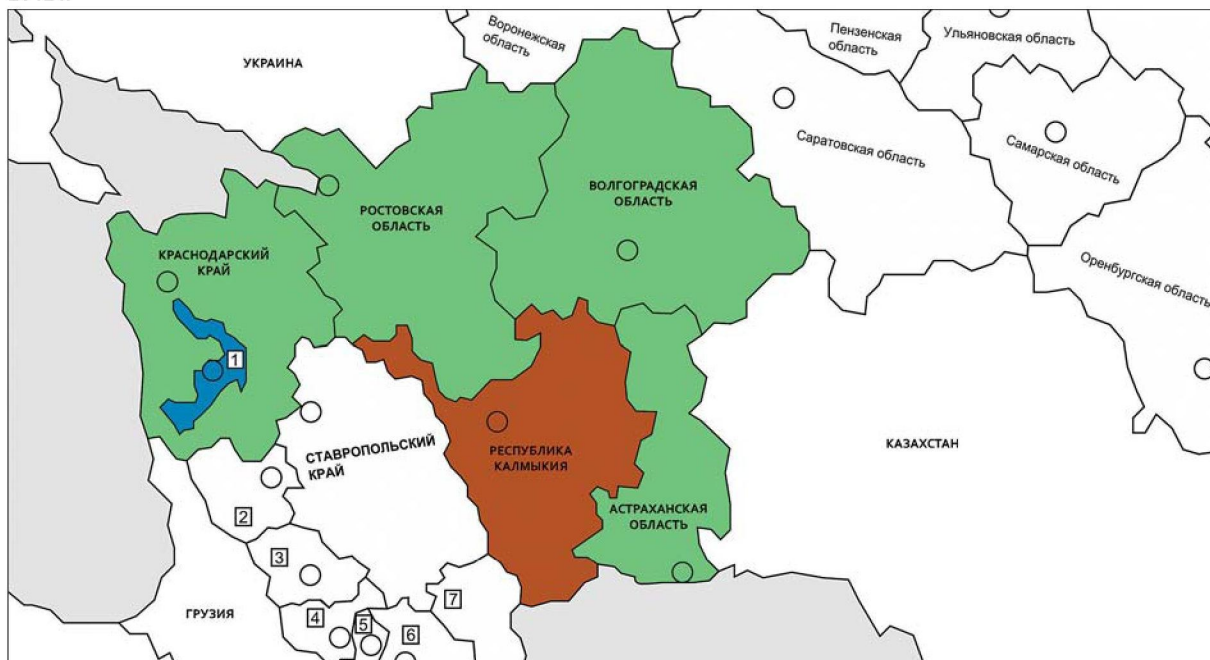 Воронежская
область
Пензенская
область
Ульяновская область
УКРАИНА
Саратовская область
Самарская область
ВОЛГОГРАДСКАЯ
ОБЛАСТЬ
РОСТОВСКАЯ
ОБЛАСТЬ
КРАСНОДАРСКИЙ
КРАЙ
Оренбургская область
1
СТАВРОПОЛЬСКИЙ
КРАЙ
РЕСПУБЛИКА
КАЛМЫКИЯ
КАЗАХСТАН
АСТРАХАНСКАЯ
ОБЛАСТЬ
2
3
ГРУЗИЯ
4
5
6
7